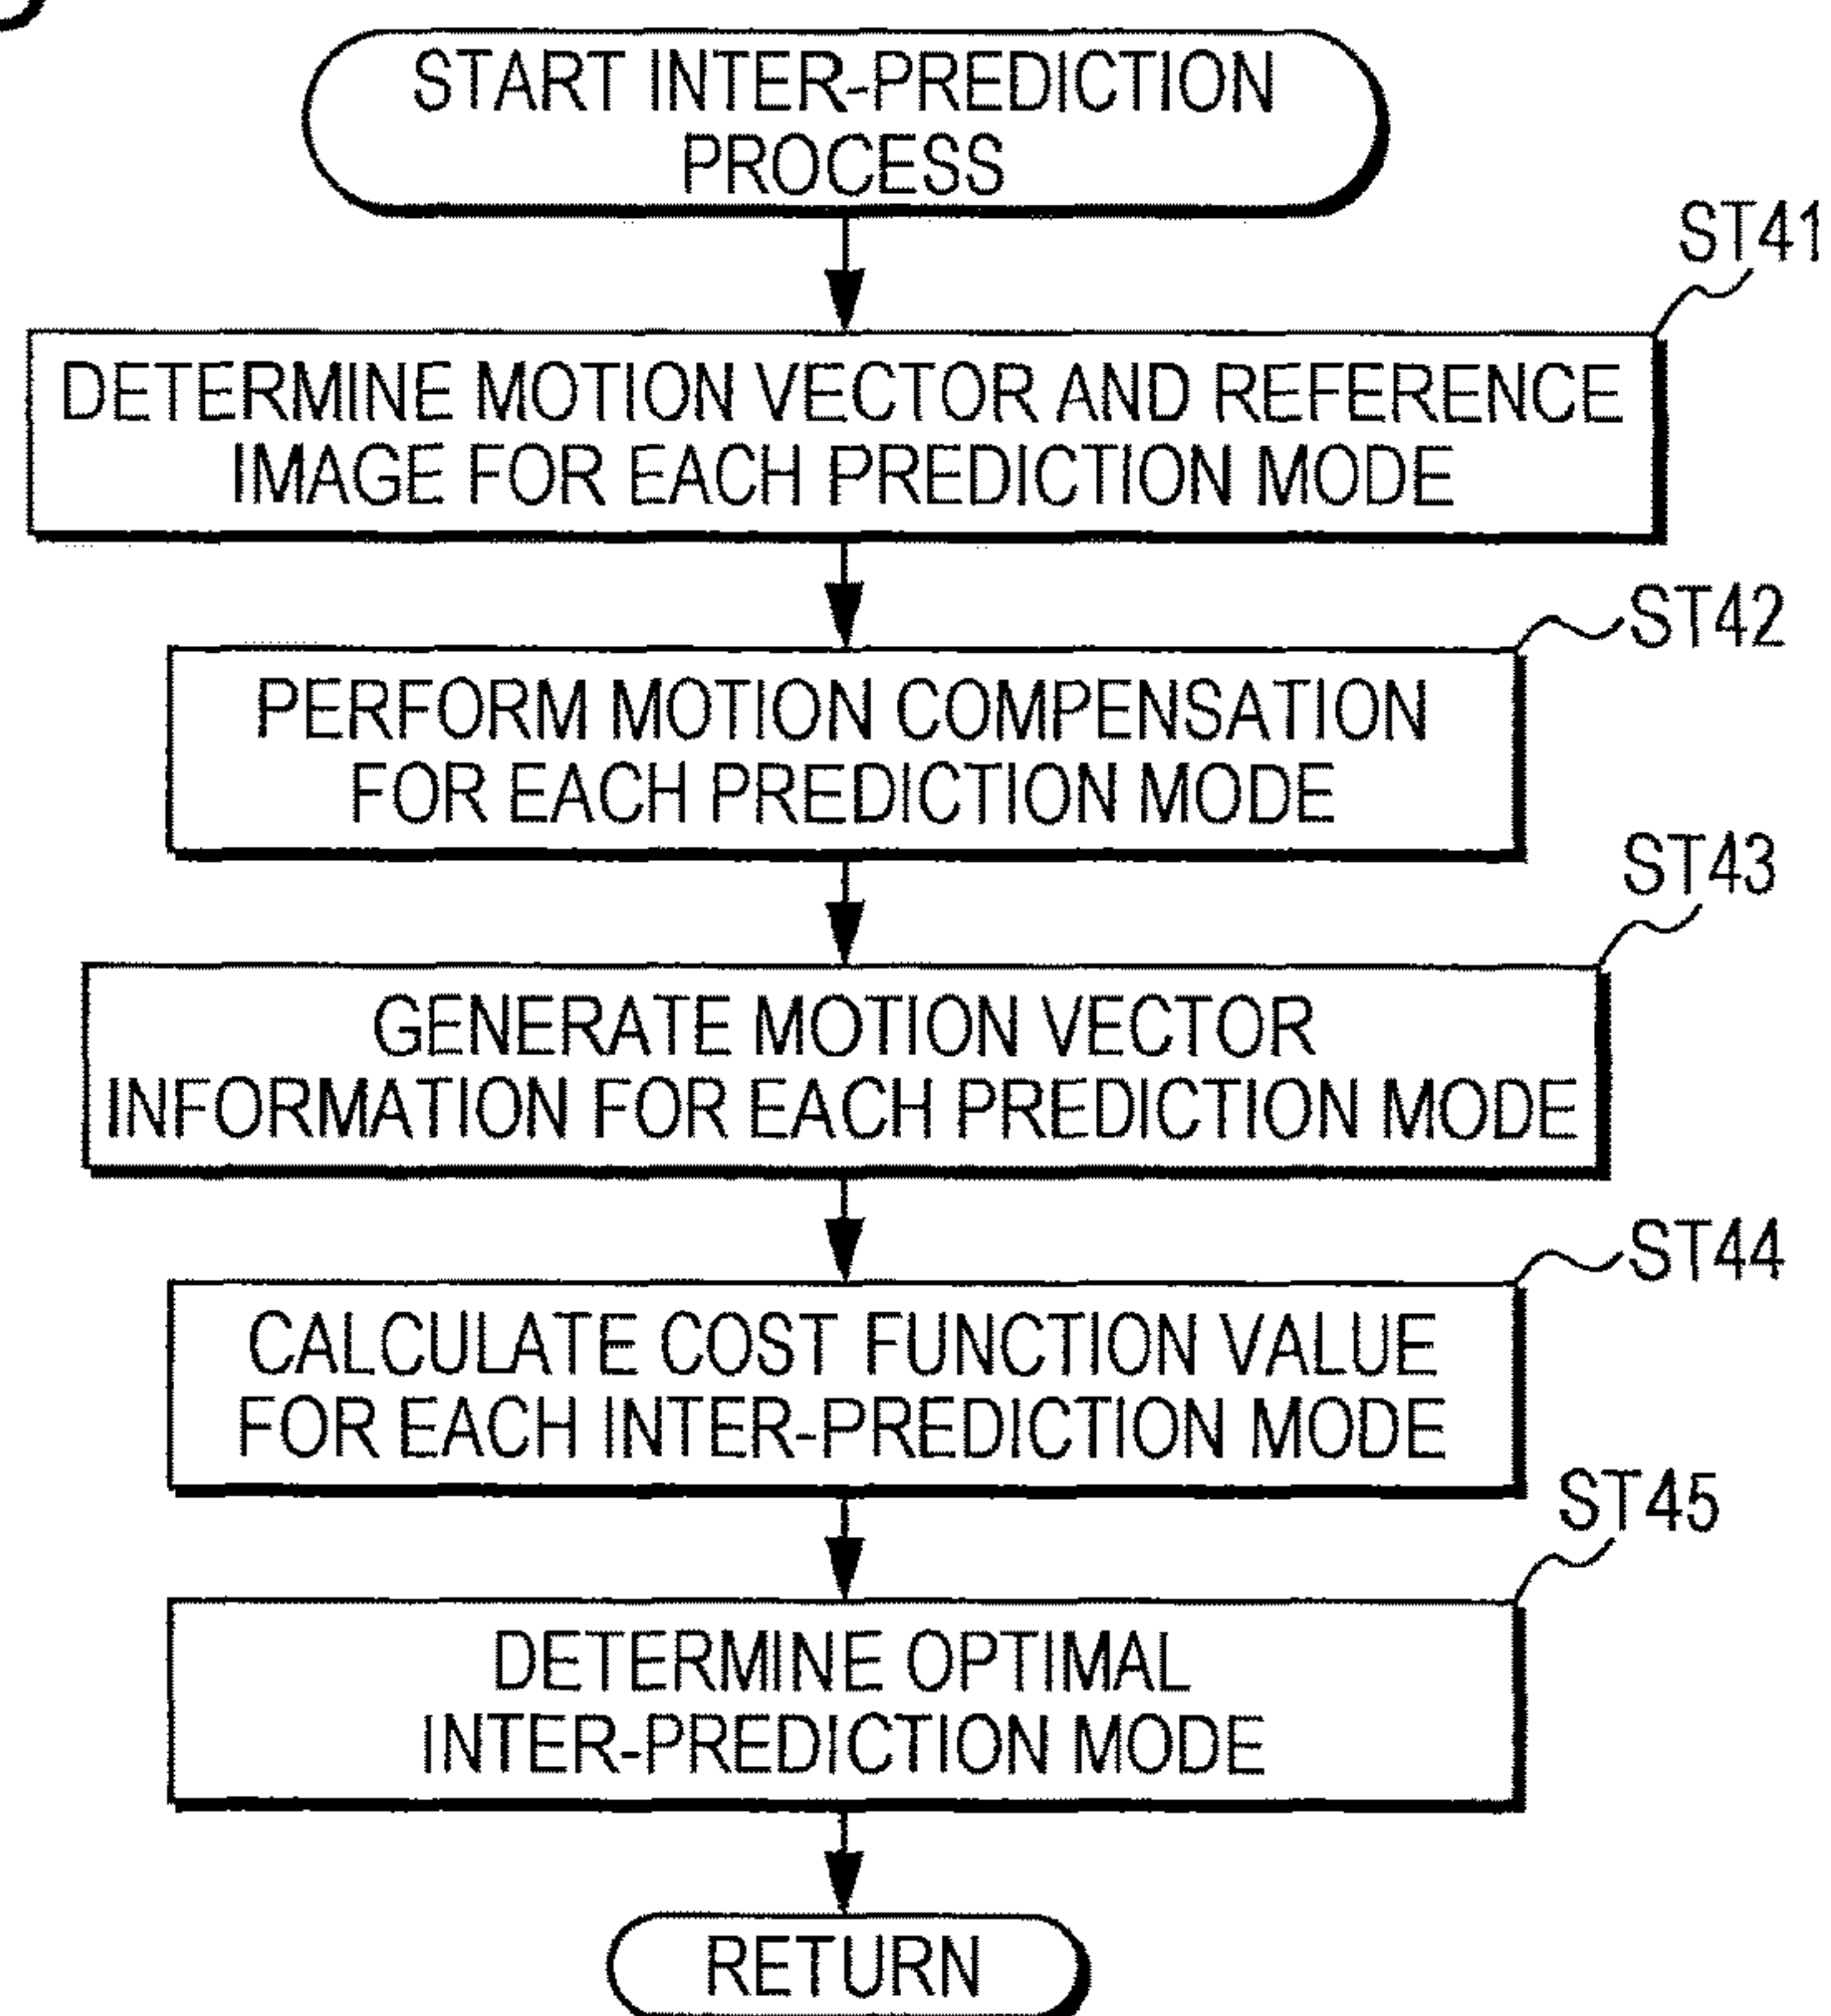 START INTER-PREDICTION
PROCESS
ST41
DETERMINE MOTION VECTOR AND REFERENCE
IMAGE FOR EACH PREDICTION MODE
ST42
PERFORM MOTION COMPENSATION
FOR EACH PREDICTION MODE
ST43
GENERATE MOTION VECTOR
INFORMATION FOR EACH PREDICTION MODE
ST44
CALCULATE COST FUNCTION VALUE
FOR EACH INTER-PREDICTION MODE
ST45
DETERMINE OPTIMAL
INTER-PREDICTION MODE
RETURN